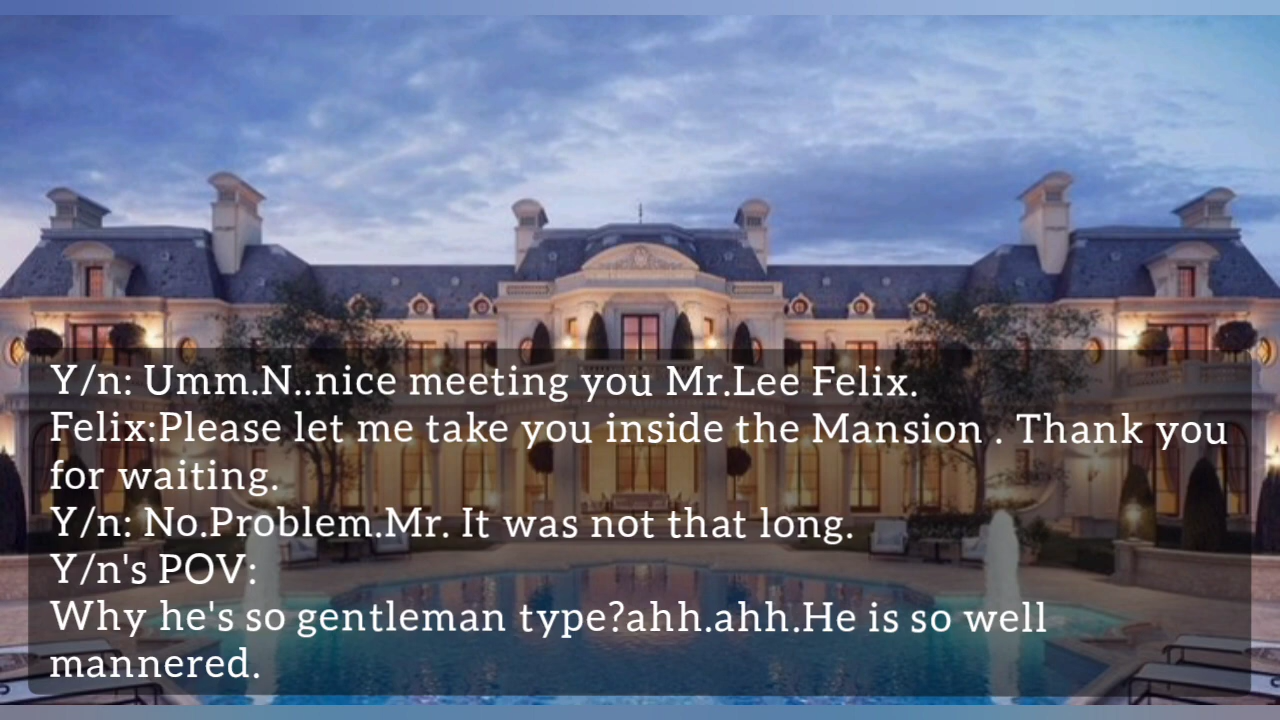 Y/n: Umm.N..nice meeting you Mr.Lee Felix.
Felix:Please let me take you inside the Mansion . Thank you
for waiting.
Y/n: No.Problem.Mr. It was not that long.
Y/n's POV:
Why he's so gentleman type?ahh.ahh.He is so well
mannered.